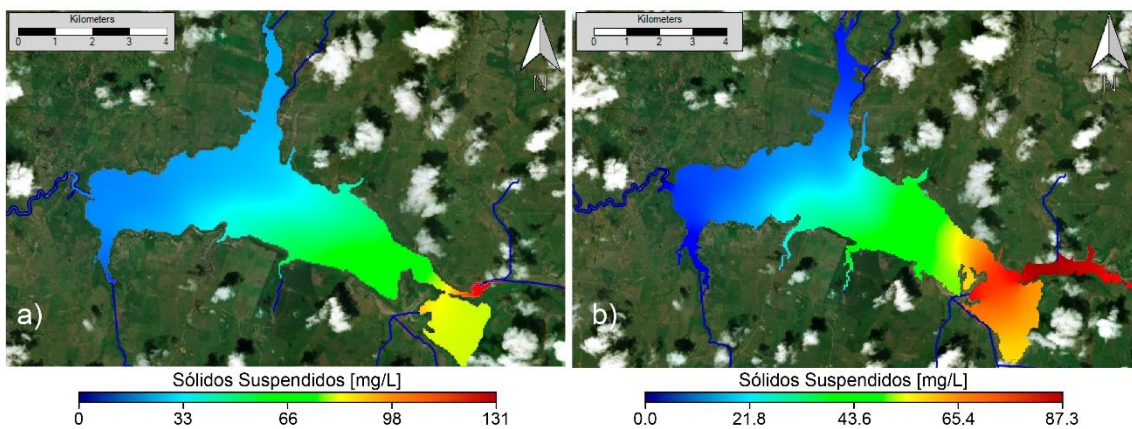 Kilometers
0 1 2 3 4
N
a)
Sólidos Suspendidos [mg/L]
0 33 66 98 131
Kilometers
0 1 2 3 4
N
b)
Sólidos Suspendidos [mg/L]
0.0 21.8 43.6 65.4 87.3